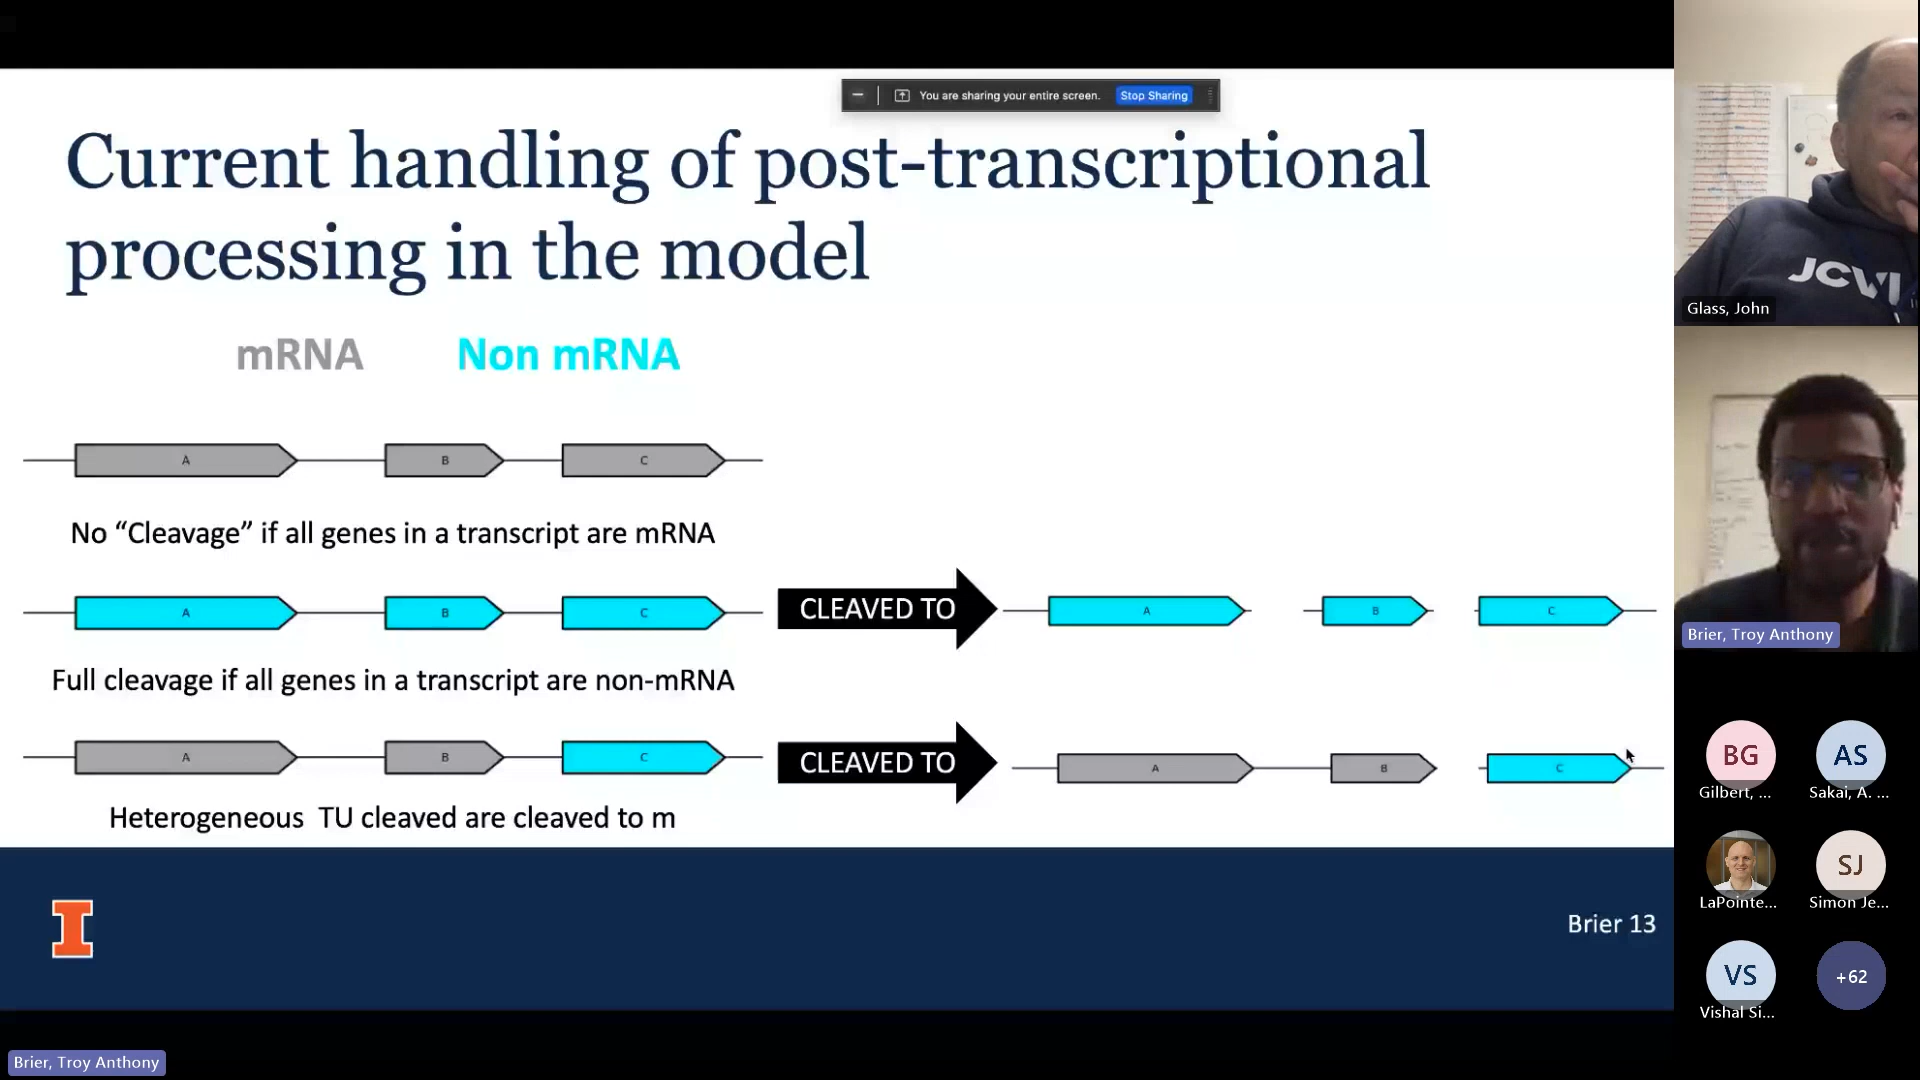 You are sharing your entire screen. Stop Sharing
Current handling of post-transcriptional
processing in the model
mRNA Non mRNA
A B C
No “Cleavage” if all genes in a transcript are mRNA
A B C CLEAVED TO A B C
Full cleavage if all genes in a transcript are non-mRNA
A B C CLEAVED TO A B C
Heterogeneous TU cleaved are cleaved to m
I
Brier 13
Brier, Troy Anthony
JCVI
Glass, John
Brier, Troy Anthony
BG AS
Gilbert, ... Sakai, A. ...
SJ
LaPointe... Simon Je...
VS +62
Vishal Si...